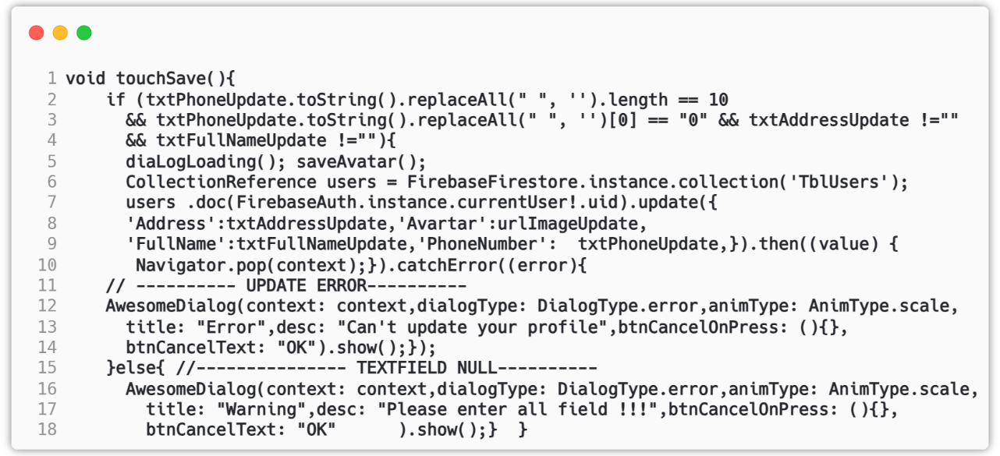 1 void touchSave(){
2 if (txtPhoneUpdate.toString().replaceAll(" ", '').length == 10
3 && txtPhoneUpdate.toString().replaceAll(" ", '')[0] == "0" && txtAddressUpdate !=""
4 && txtFullNameUpdate !=""){
5 diaLogLoading(); saveAvatar();
6 CollectionReference users = FirebaseFirestore.instance.collection('TblUsers');
7 users .doc(FirebaseAuth.instance.currentUser!.uid).update({
8 'Address':txtAddressUpdate,'Avartar':urlImageUpdate,
9 'FullName':txtFullNameUpdate,'PhoneNumber':  txtPhoneUpdate,}).then((value) {
10 Navigator.pop(context);}).catchError((error){
11 // ---------- UPDATE ERROR----------
12 AwesomeDialog(context: context,dialogType: DialogType.error,animType: AnimType.scale,
13 title: "Error",desc: "Can't update your profile",btnCancelOnPress: (){},
14 btnCancelText: "OK").show();});
15 }else{ //--------------- TEXTFIELD NULL----------
16 AwesomeDialog(context: context,dialogType: DialogType.error,animType: AnimType.scale,
17 title: "Warning",desc: "Please enter all field !!!",btnCancelOnPress: (){},
18 btnCancelText: "OK"      ).show();}  }